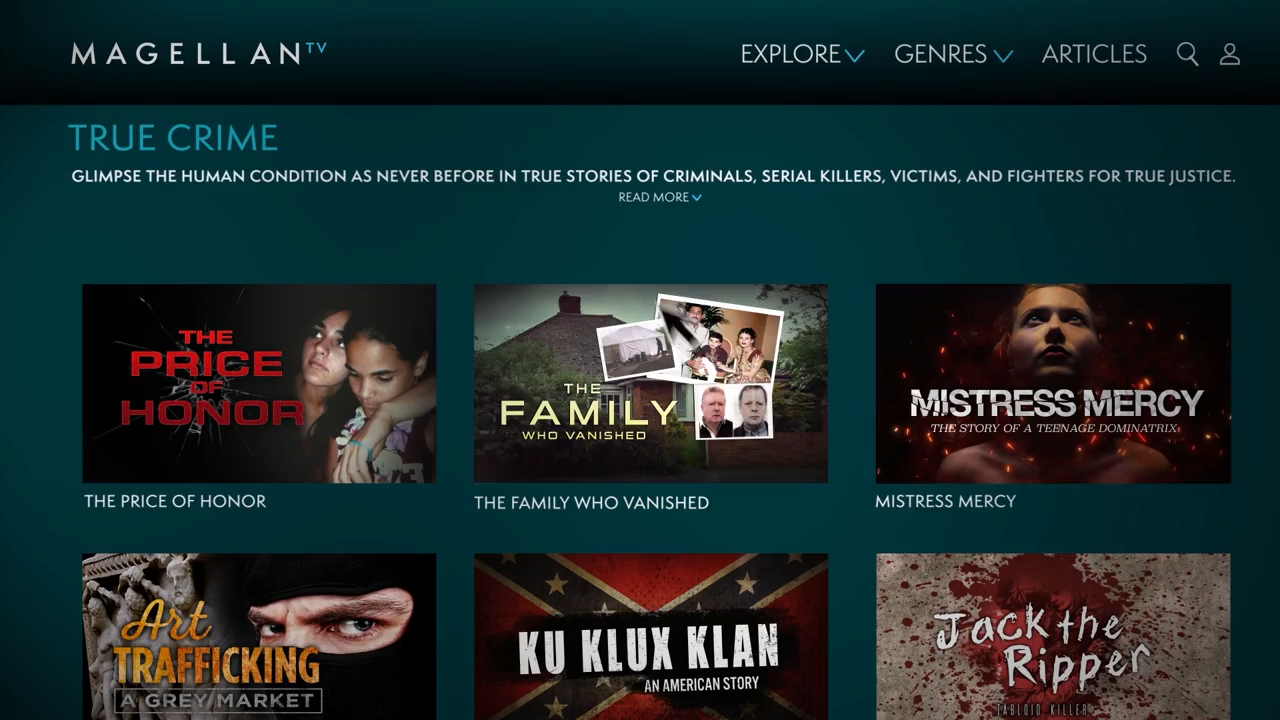 MAGELLAN TV
EXPLORE GENRES ARTICLES
TRUE CRIME
GLIMPSE THE HUMAN CONDITION AS NEVER BEFORE IN TRUE STORIES OF CRIMINALS, SERIAL KILLERS, VICTIMS, AND FIGHTERS FOR TRUE JUSTICE.
READ MORE
THE
PRICE
OF
HONOR
THE
FAMILY
WHO VANISHED
MISTRESS MERCY
THE STORY OF A TEENAGE DOMINATRIX
THE PRICE OF HONOR
THE FAMILY WHO VANISHED
MISTRESS MERCY
Art
TRAFFICKING
A GREY MARKET
KU KLUX KLAN
AN AMERICAN STORY
Jack the
Ripper
TABLOID KILLER